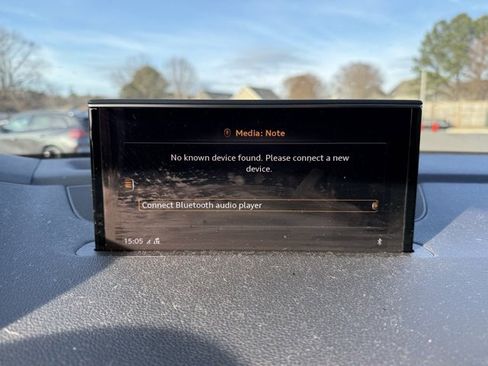 Media: Note
No known device found. Please connect a new
device.
Connect Bluetooth audio player
15:05